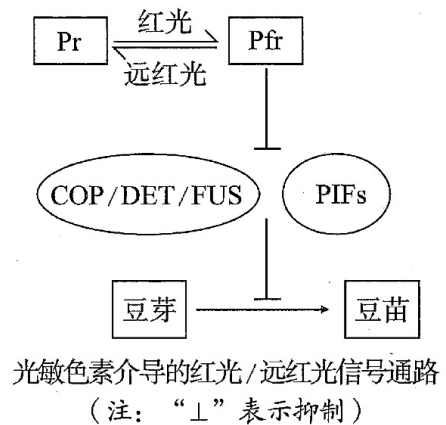 红光
Pr Pfr
远红光
COP/DET/FUS PIFs
豆芽 豆苗
光敏色素介导的红光/远红光信号通路
(注:“⊥”表示抑制)